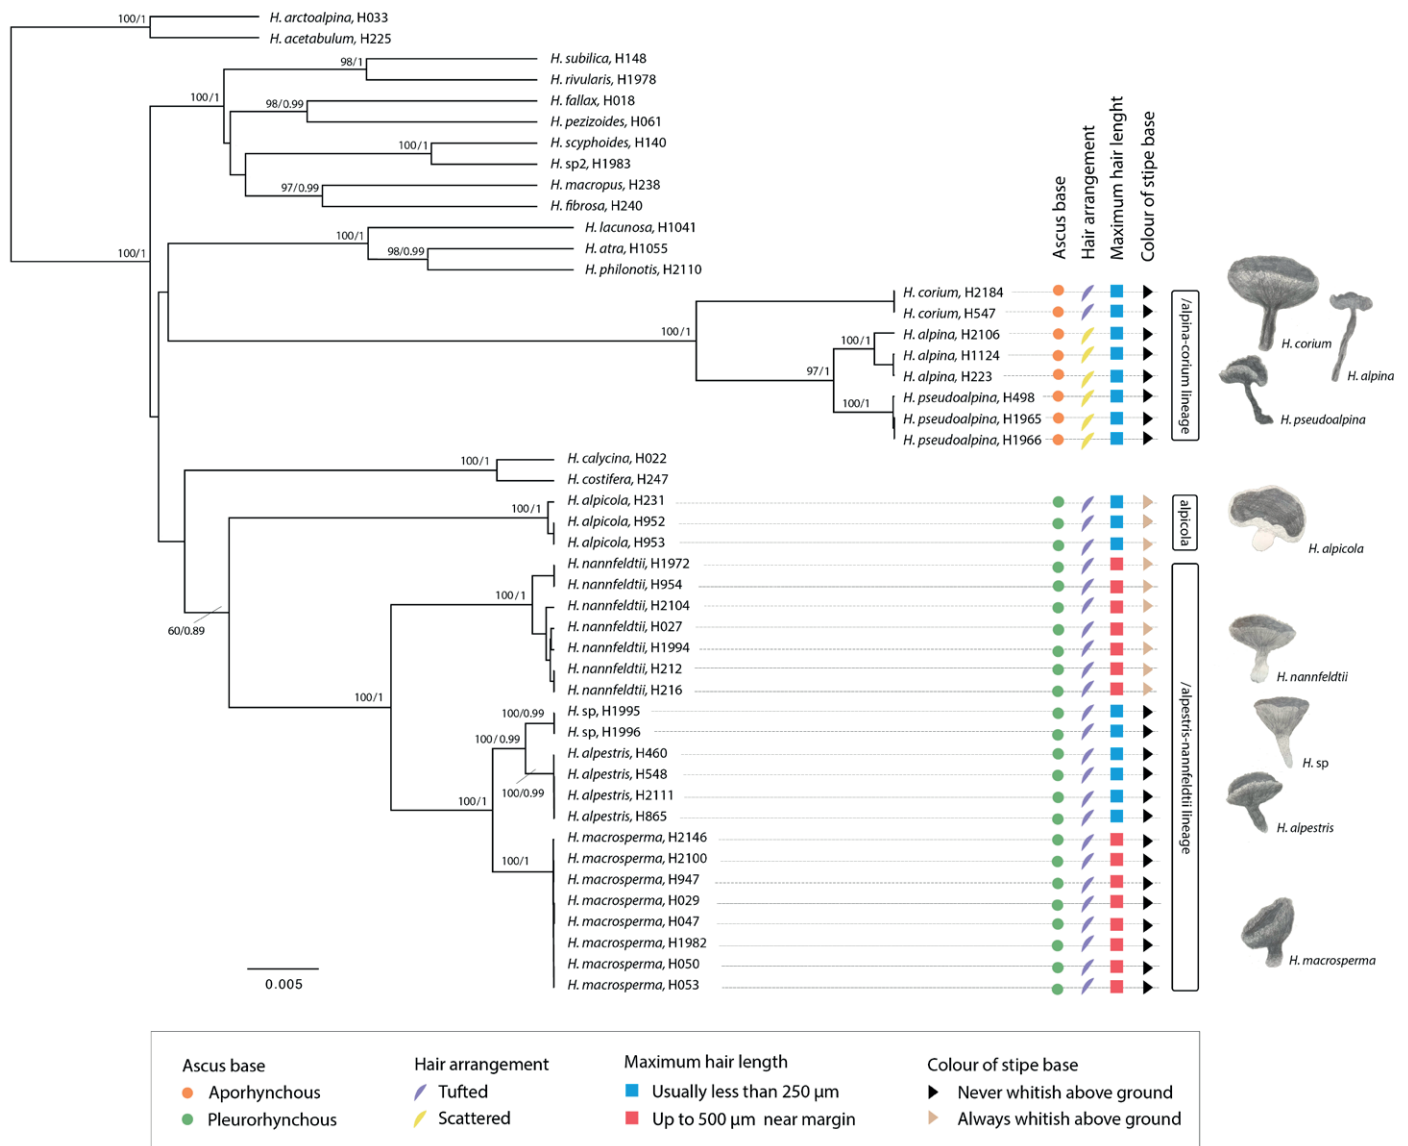 100/1
H. arctoalpina, H033
H. acetabulum, H225
H. subilica, H148
98/1
H. rivularis, H1978
100/1
H. fallax, H018
98/0.99
H. pezizoides, H061
H. scyphoides, H140
100/1
H. sp2, H1983
H. macropus, H238
97/0.99
H. fibrosa, H240
H. lacunosa, H1041
100/1
H. atra, H1055
98/0.99
100/1
H. philonotis, H2110
Ascus base
Hair arrangement
Maximum hair lenght
Colour of stipe base
H. corium, H2184
H. corium, H547
100/1
H. alpina, H2106
100/1
H. alpina, H1124
97/1
H. alpina, H223
H. pseudoalpina, H498
100/1
H. pseudoalpina, H1965
H. pseudoalpina, H1966
/alpina-corium lineage
H. corium
H. alpina
H. pseudoalpina
H. calycina, H022
100/1
H. costifera, H247
H. alpicola, H231
100/1
H. alpicola, H952
H. alpicola, H953
alpicola
H. alpicola
H. nannfeldtii, H1972
H. nannfeldtii, H954
100/1
H. nannfeldtii, H2104
60/0.89
H. nannfeldtii, H027
H. nannfeldtii, H1994
H. nannfeldtii, H212
H. nannfeldtii, H216
H. nannfeldtii
100/1
H. sp, H1995
100/0.99
H. sp, H1996
100/0.99
H. alpestris, H460
H. alpestris, H548
100/0.99
H. alpestris, H2111
100/1
H. alpestris, H865
/alpestris-nannfeldtii lineage
H. sp
H. alpestris
H. macrosperma, H2146
H. macrosperma, H2100
100/1
H. macrosperma, H947
H. macrosperma, H029
H. macrosperma, H047
H. macrosperma, H1982
H. macrosperma, H050
H. macrosperma, H053
H. macrosperma
0.005
Ascus base
Aporhynchous
Pleurorhynchous
Hair arrangement
Tufted
Scattered
Maximum hair length
Usually less than 250 μm
Up to 500 μm near margin
Colour of stipe base
Never whitish above ground
Always whitish above ground